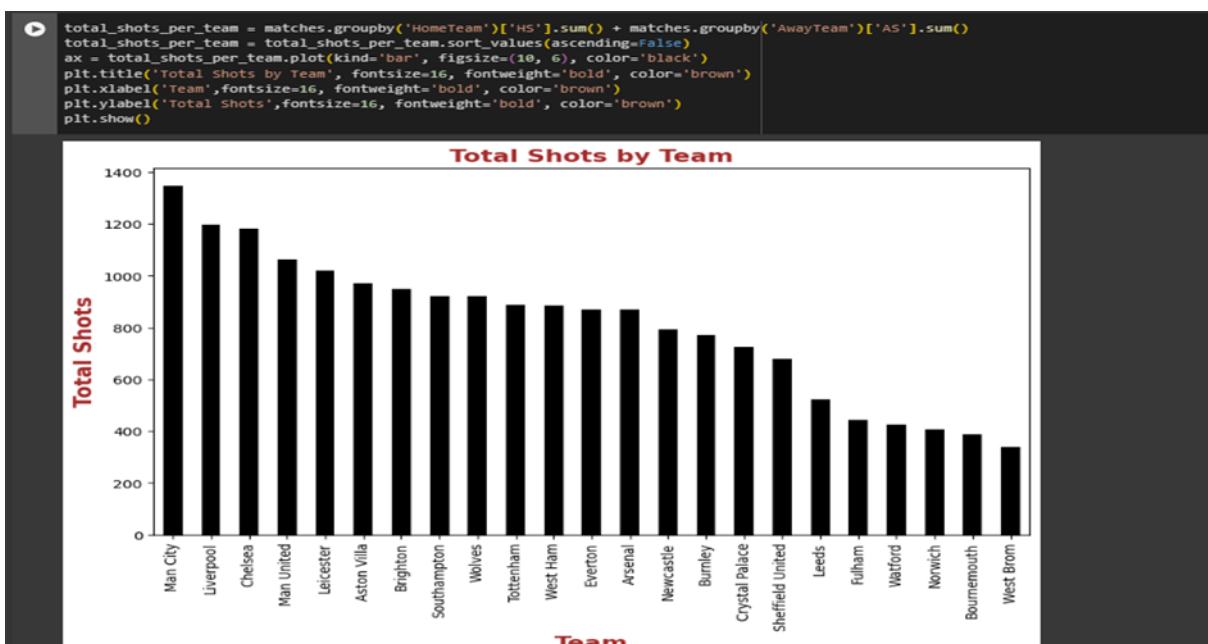 total_shots_per_team = matches.groupby('HomeTeam')['HS'].sum() + matches.groupby('AwayTeam')['AS'].sum()
total_shots_per_team = total_shots_per_team.sort_values(ascending=False)
ax = total_shots_per_team.plot(kind='bar', figsize=(10, 6), color='black')
plt.title('Total Shots by Team', fontsize=16, fontweight='bold', color='brown')
plt.xlabel('Team',fontsize=16, fontweight='bold', color='brown')
plt.ylabel('Total Shots',fontsize=16, fontweight='bold', color='brown')
plt.show()
Total Shots by Team
Total Shots
1400
1200
1000
800
600
400
200
0
Man City
Liverpool
Chelsea
Man United
Leicester
Aston Villa
Brighton
Southampton
Wolves
Tottenham
West Ham
Everton
Arsenal
Newcastle
Burnley
Crystal Palace
Sheffield United
Leeds
Fulham
Watford
Norwich
Bournemouth
West Brom
Team